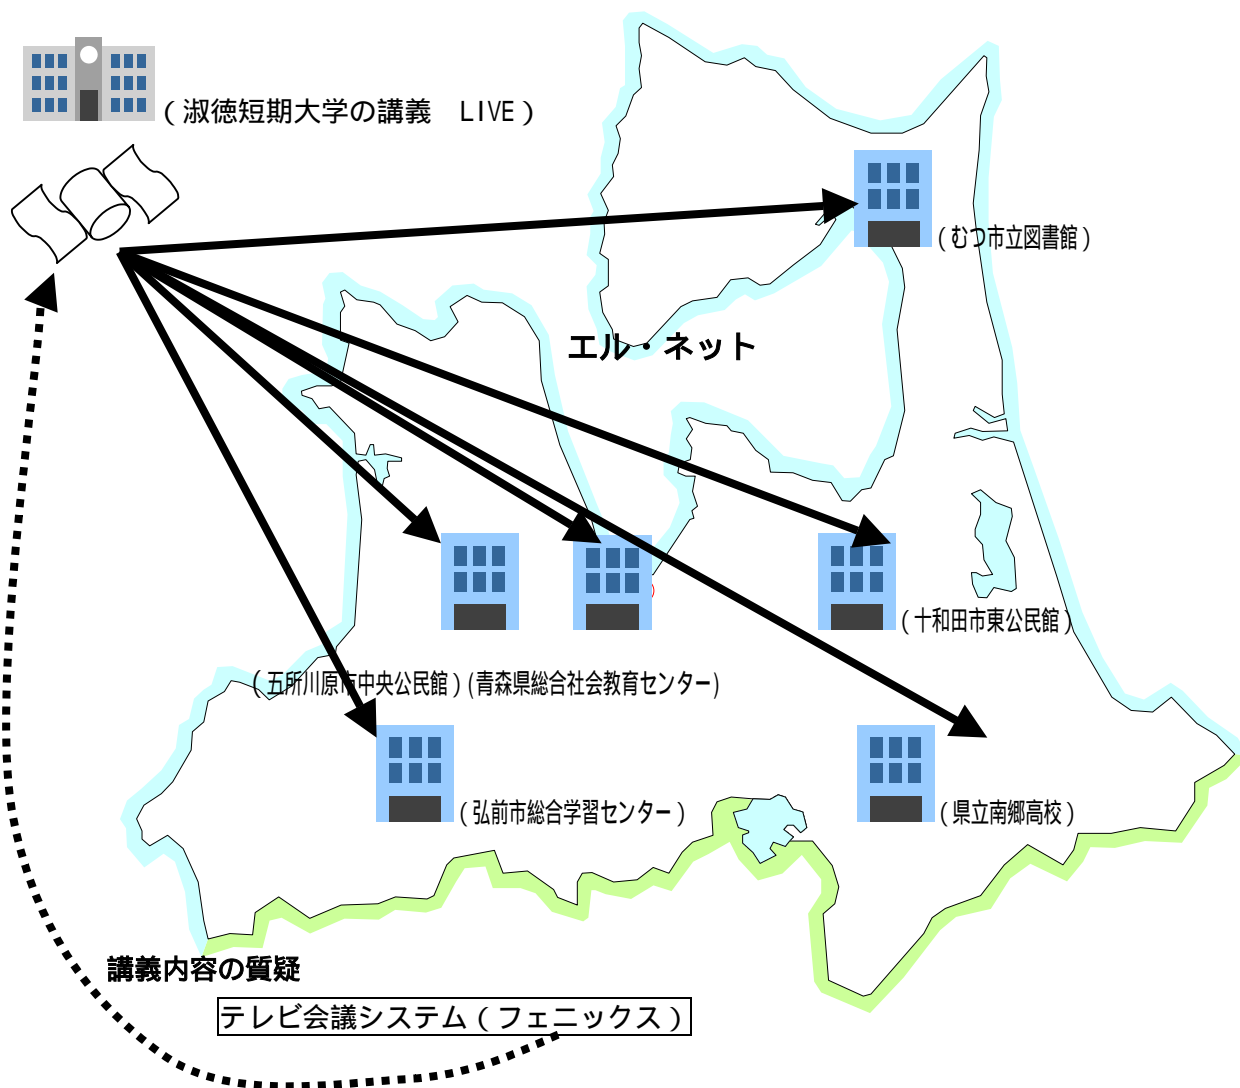 (淑徳短期大学の講義 LIVE)
(むつ市立図書館)
エル・ネット
(十和田市東公民館)
(五所川原市中央公民館)(青森県総合社会教育センター)
(弘前市総合学習センター)
(県立南郷高校)
講義内容の質疑
テレビ会議システム(フェニックス)